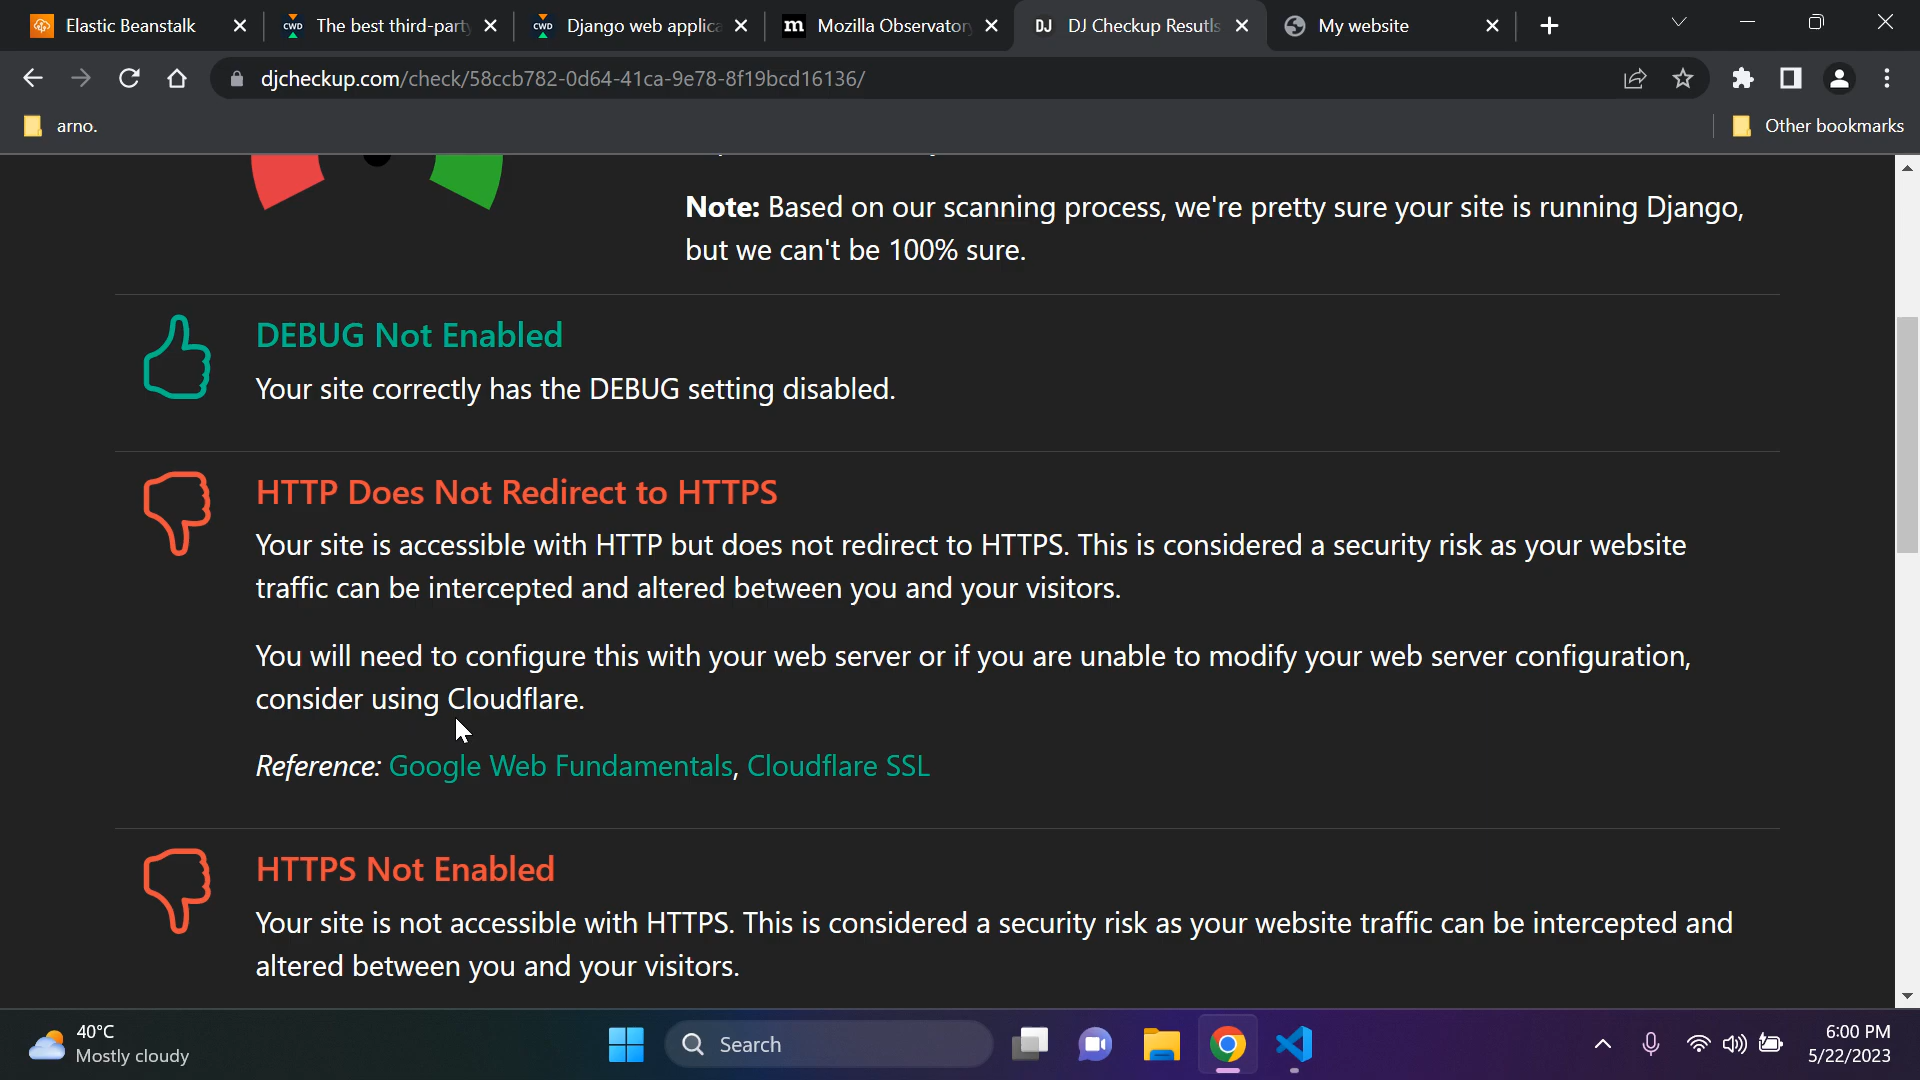 Elastic Beanstalk
The best third-party
Django web applica
Mozilla Observator
DJ Checkup Resutls
My website
djcheckup.com/check/58ccb782-0d64-41ca-9e78-8f19bcd16136/
arno.
Other bookmarks
Note: Based on our scanning process, we're pretty sure your site is running Django,
but we can't be 100% sure.
DEBUG Not Enabled
Your site correctly has the DEBUG setting disabled.
HTTP Does Not Redirect to HTTPS
Your site is accessible with HTTP but does not redirect to HTTPS. This is considered a security risk as your website
traffic can be intercepted and altered between you and your visitors.
You will need to configure this with your web server or if you are unable to modify your web server configuration,
consider using Cloudflare.
Reference: Google Web Fundamentals, Cloudflare SSL
HTTPS Not Enabled
Your site is not accessible with HTTPS. This is considered a security risk as your website traffic can be intercepted and
altered between you and your visitors.
40°C
Mostly cloudy
Search
6:00 PM
5/22/2023